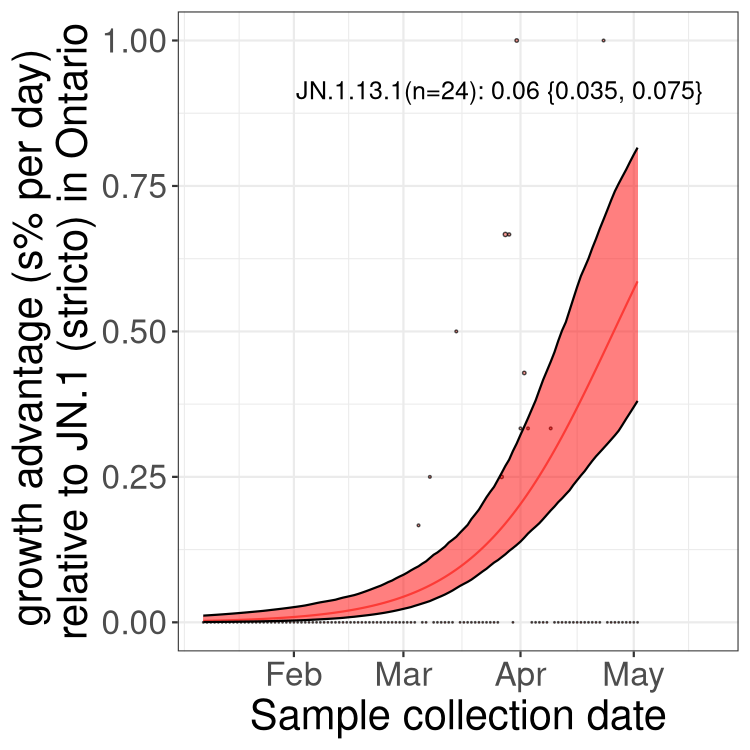 growth advantage (s% per day)
relative to JN.1 (stricto) in Ontario
1.00
0.75
0.50
0.25
0.00
JN.1.13.1(n=24): 0.06 {0.035, 0.075}
Feb Mar Apr May
Sample collection date